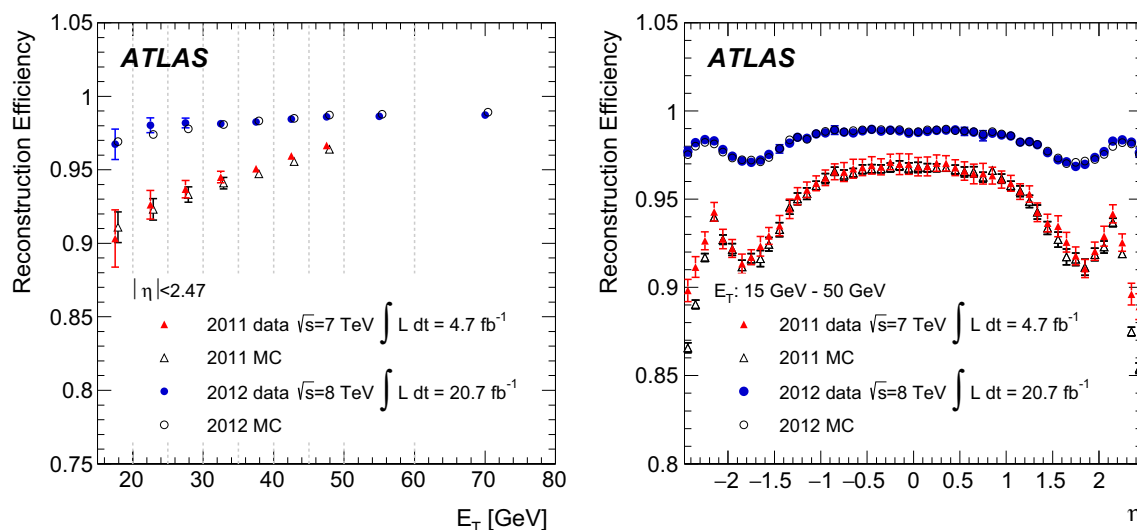 Reconstruction Efficiency
1.05
1
0.95
0.9
0.85
0.8
0.75
ATLAS
|η|<2.47
2011 data √s=7 TeV ∫ L dt = 4.7 fb⁻¹
2011 MC
2012 data √s=8 TeV ∫ L dt = 20.7 fb⁻¹
2012 MC
20 30 40 50 60 70 80
E_T [GeV]
Reconstruction Efficiency
1.05
1
0.95
0.9
0.85
0.8
ATLAS
E_T: 15 GeV - 50 GeV
2011 data √s=7 TeV ∫ L dt = 4.7 fb⁻¹
2011 MC
2012 data √s=8 TeV ∫ L dt = 20.7 fb⁻¹
2012 MC
−2 −1.5 −1 −0.5 0 0.5 1 1.5 2
η